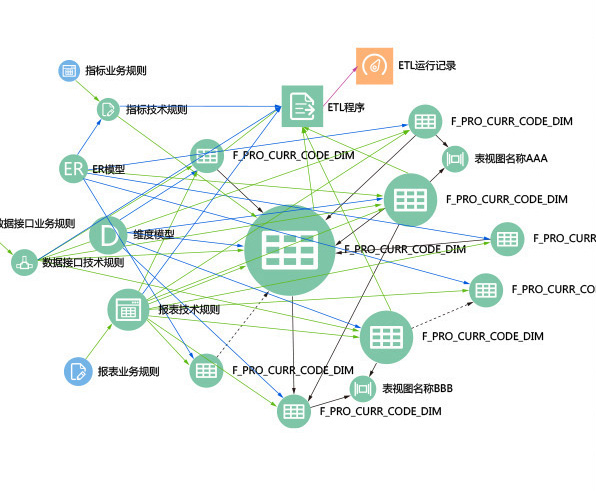 ETL运行记录
指标业务规则
指标技术规则
ETL程序
F_PRO_CURR_CODE_DIM
F_PRO_CURR_CODE_DIM
表视图名称AAA
ER
ER模型
F_PRO_CURR_CODE_DIM
数据接口业务规则
D
维度模型
F_PRO_CURR
F_PRO_CURR_CODE_DIM
数据接口技术规则
F_PRO_CURR_CO
报表技术规则
F_PRO_CURR_CODE_DIM
报表业务规则
F_PRO_CURR_CODE_DIM
表视图名称BBB
F_PRO_CURR_CODE_DIM